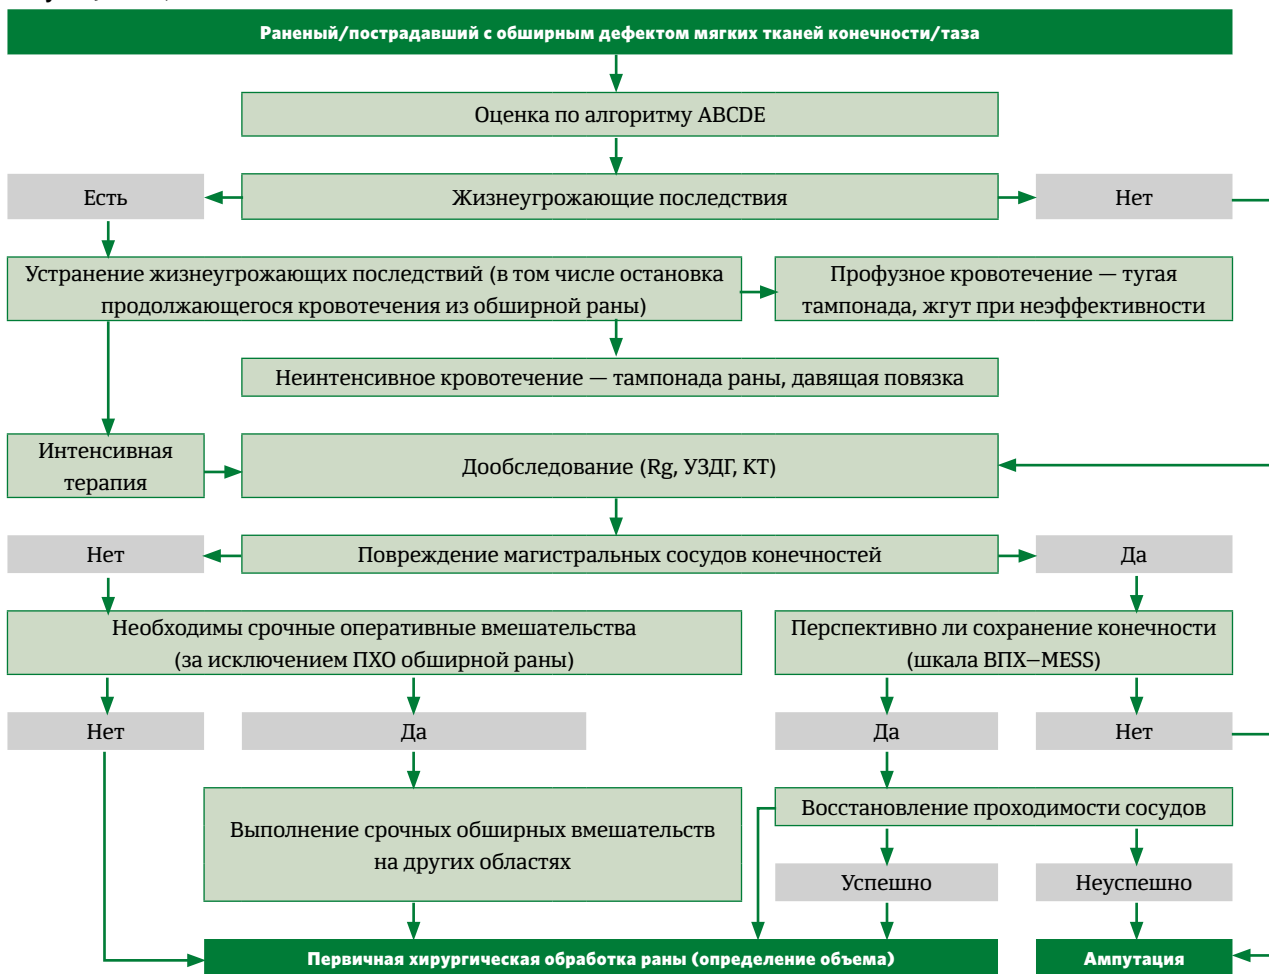 Раненый/пострадавший с обширным дефектом мягких тканей конечности/таза
Оценка по алгоритму ABCDE
Есть
Жизнеугрожающие последствия
Нет
Устранение жизнеугрожающих последствий (в том числе остановка
продолжающегося кровотечения из обширной раны)
Профузное кровотечение — тугая
тампонада, жгут при неэффективности
Неинтенсивное кровотечение — тампонада раны, давящая повязка
Интенсивная
терапия
Дообследование (Rg, УЗДГ, КТ)
Нет
Повреждение магистральных сосудов конечностей
Да
Необходимы срочные оперативные вмешательства
(за исключением ПХО обширной раны)
Перспективно ли сохранение конечности
(шкала ВПХ–MESS)
Нет
Да
Да
Нет
Выполнение срочных обширных вмешательств
на других областях
Восстановление проходимости сосудов
Успешно
Неуспешно
Первичная хирургическая обработка раны (определение объема)
Ампутация